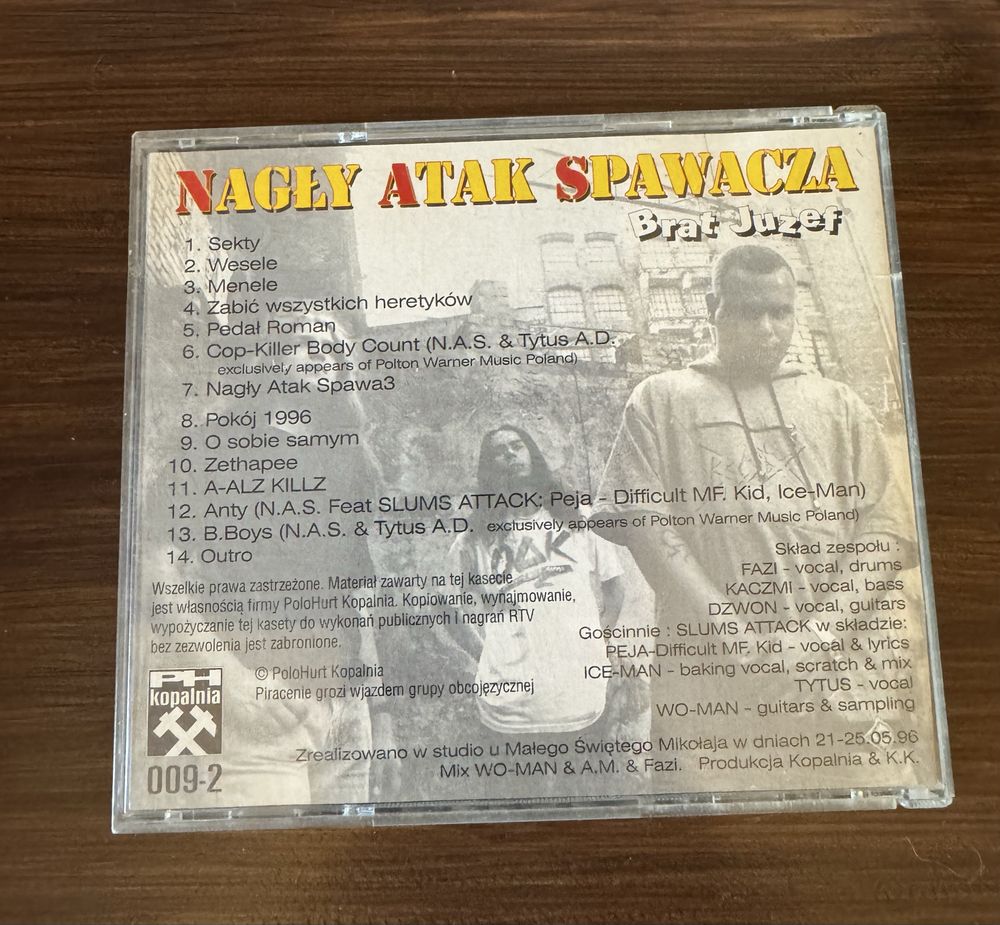 NAGŁY ATAK SPAWACZA
Brat Juzef
1. Sekty
2. Wesele
3. Menele
4. Zabić wszystkich heretyków
5. Pedał Roman
6. Cop-Killer Body Count (N.A.S. & Tytus A.D.
exclusively appears of Polton Warner Music Poland)
7. Nagły Atak Spawa3
8. Pokój 1996
9. O sobie samym
10. Zethapee
11. A-ALZ KILLZ
12. Anty (N.A.S. Feat SLUMS ATTACK: Peja - Difficult MF. Kid, Ice-Man)
13. B.Boys (N.A.S. & Tytus A.D. exclusively appears of Polton Warner Music Poland)
14. Outro
Wszelkie prawa zastrzeżone. Materiał zawarty na tej kasecie
jest własnością firmy PoloHurt Kopalnia. Kopiowanie, wynajmowanie,
wypożyczanie tej kasety do wykonań publicznych i nagrań RTV
bez zezwolenia jest zabronione.
© PoloHurt Kopalnia
Piracenie grozi wjazdem grupy obcojęzycznej
PH
kopalnia
009-2
Skład zespołu :
FAZI - vocal, drums
KACZMI - vocal, bass
DZWON - vocal, guitars
Gościnnie : SLUMS ATTACK w składzie:
PEJA-Difficult MF. Kid - vocal & lyrics
ICE-MAN - baking vocal, scratch & mix
TYTUS - vocal
WO-MAN - guitars & sampling
Zrealizowano w studio u Małego Świętego Mikołaja w dniach 21-25.05.96
Mix WO-MAN & A.M. & Fazi. Produkcja Kopalnia & K.K.